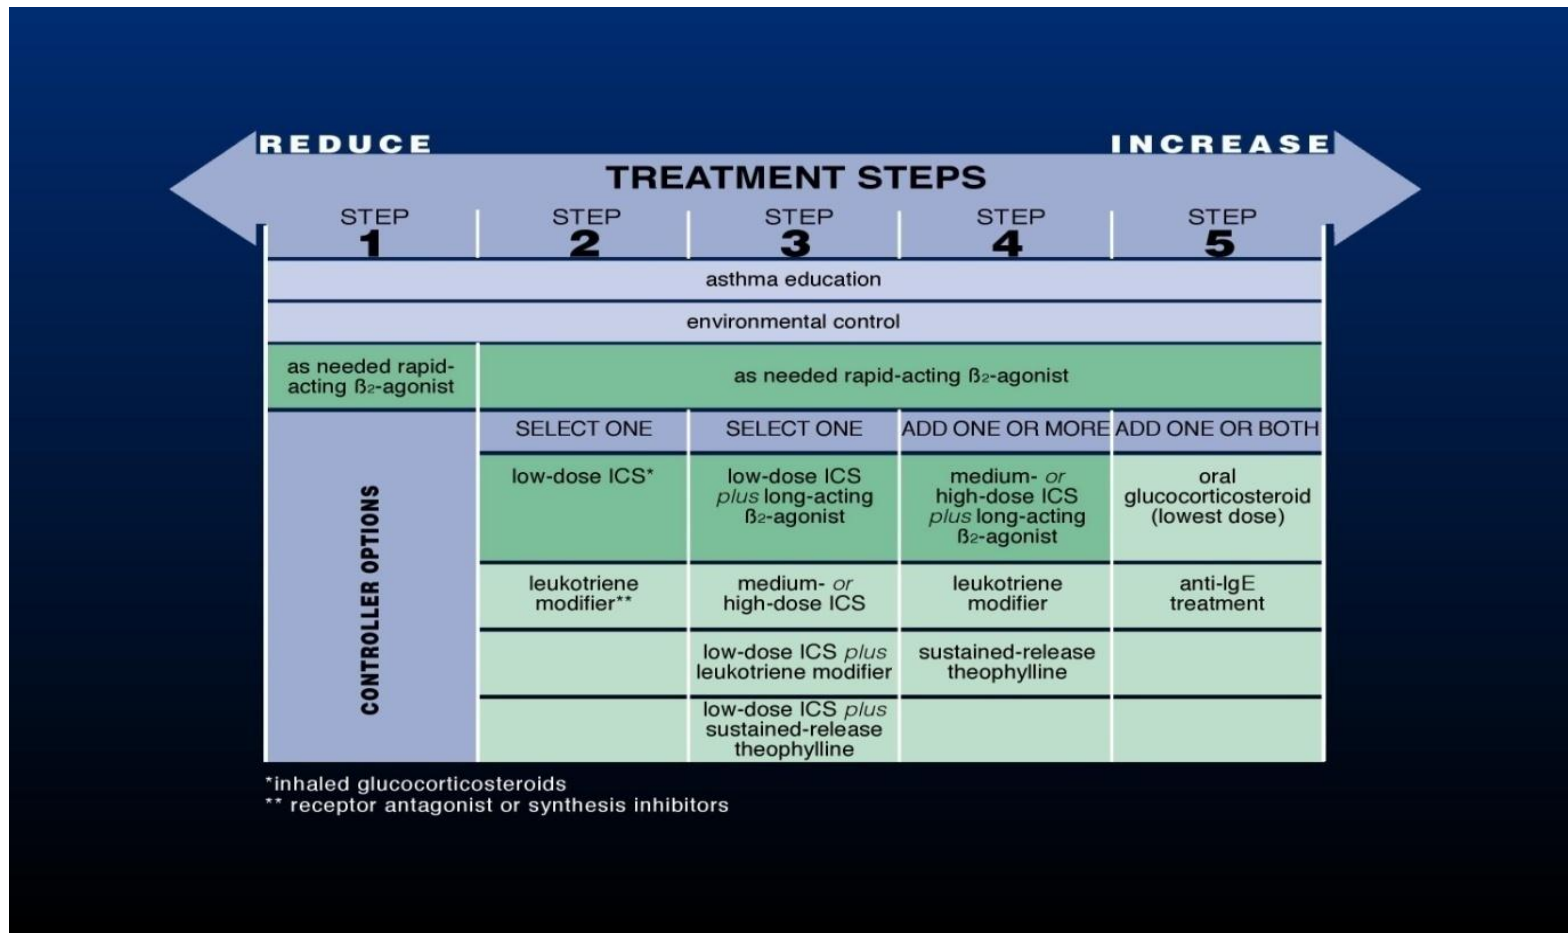 REDUCE
INCREASE
TREATMENT STEPS
STEP
1
STEP
2
STEP
3
STEP
4
STEP
5
asthma education
environmental control
as needed rapid-
acting ß₂-agonist
as needed rapid-acting ß₂-agonist
CONTROLLER OPTIONS
SELECT ONE
SELECT ONE
ADD ONE OR MORE
ADD ONE OR BOTH
low-dose ICS*
low-dose ICS
plus long-acting
ß₂-agonist
medium- or
high-dose ICS
plus long-acting
ß₂-agonist
oral
glucocorticosteroid
(lowest dose)
leukotriene
modifier**
medium- or
high-dose ICS
leukotriene
modifier
anti-IgE
treatment
low-dose ICS plus
leukotriene modifier
sustained-release
theophylline
low-dose ICS plus
sustained-release
theophylline
*inhaled glucocorticosteroids
** receptor antagonist or synthesis inhibitors